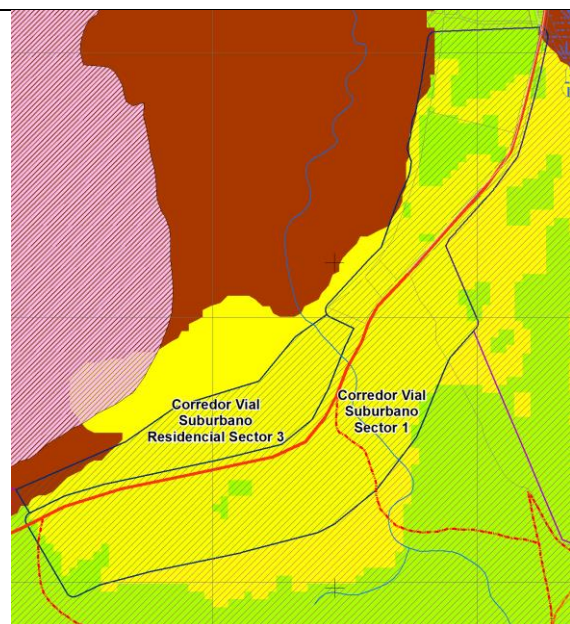 Corredor Vial
Suburbano
Residencial Sector 3
Corredor Vial
Suburbano
Sector 1